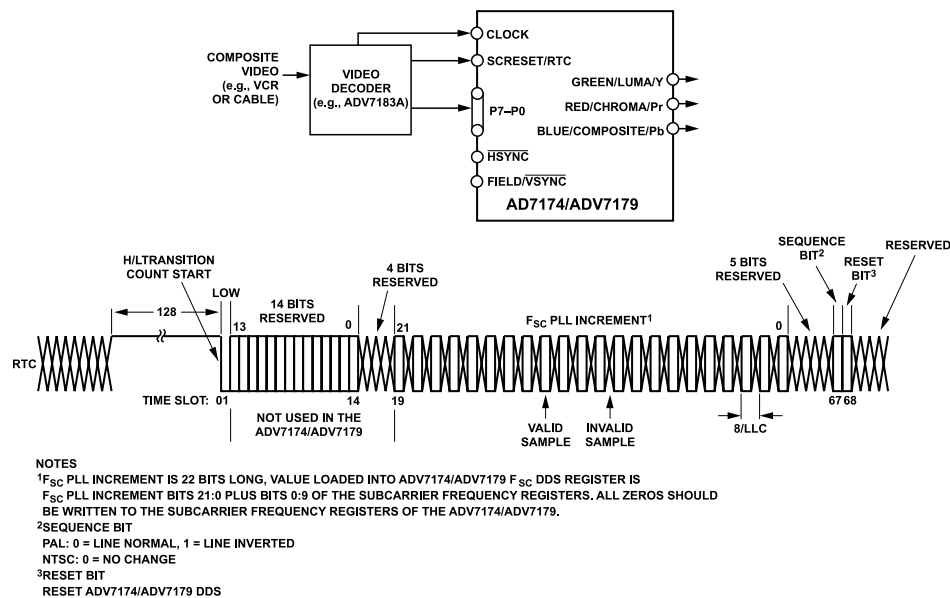 COMPOSITE
VIDEO
(e.g., VCR
OR CABLE)
VIDEO
DECODER
(e.g., ADV7183A)
CLOCK
SCRESET/RTC
P7–P0
HSYNC
FIELD/VSYNC
GREEN/LUMA/Y
RED/CHROMA/Pr
BLUE/COMPOSITE/Pb
AD7174/ADV7179
H/LTRANSITION
COUNT START
LOW
128
13
14 BITS
RESERVED
0
4 BITS
RESERVED
21
FSC PLL INCREMENT1
0
5 BITS
RESERVED
SEQUENCE
BIT2
RESET
BIT3
RESERVED
RTC
TIME SLOT: 01
14
19
67 68
NOT USED IN THE
ADV7174/ADV7179
VALID
SAMPLE
INVALID
SAMPLE
8/LLC
NOTES
1FSC PLL INCREMENT IS 22 BITS LONG, VALUE LOADED INTO ADV7174/ADV7179 FSC DDS REGISTER IS
FSC PLL INCREMENT BITS 21:0 PLUS BITS 0:9 OF THE SUBCARRIER FREQUENCY REGISTERS. ALL ZEROS SHOULD
BE WRITTEN TO THE SUBCARRIER FREQUENCY REGISTERS OF THE ADV7174/ADV7179.
2SEQUENCE BIT
PAL: 0 = LINE NORMAL, 1 = LINE INVERTED
NTSC: 0 = NO CHANGE
3RESET BIT
RESET ADV7174/ADV7179 DDS